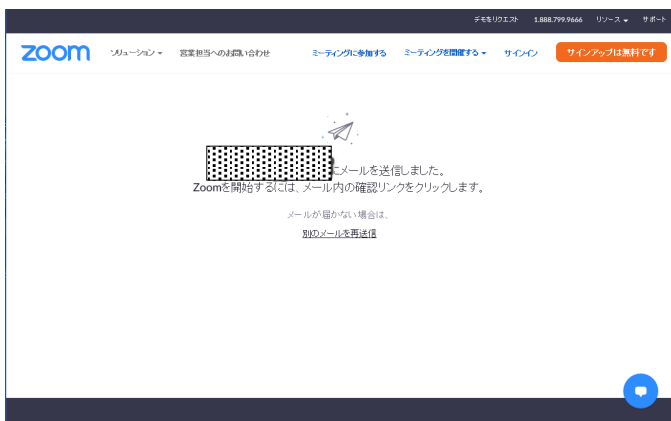 デモをリクエスト 1.888.799.9666 リソース サポート
zoom ソリューション 営業担当へのお問い合わせ ミーティングに参加する ミーティングを開催する サインイン サインアップは無料です
にメールを送信しました。
Zoomを開始するには、メール内の確認リンクをクリックします。
メールが届かない場合は、
別のメールを再送信